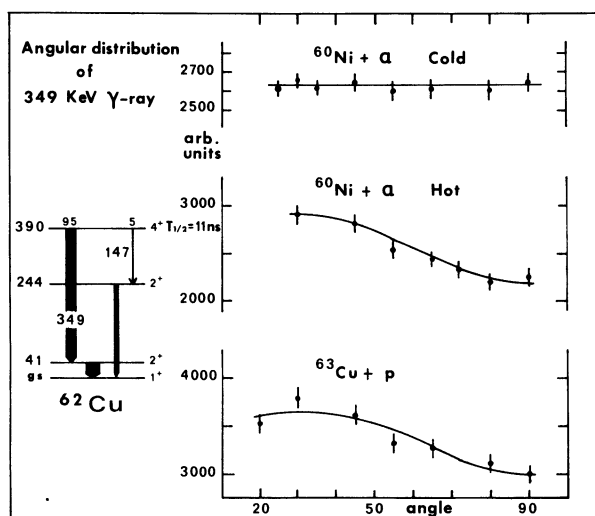 Angular distribution
of
349 KeV γ-ray
⁶⁰Ni + α Cold
2700
2500
arb.
units
⁶⁰Ni + α Hot
3000
2000
390 95 5 4⁺ T₁/₂=11ns
147
244 2⁺
349
41 2⁺
gs 1⁺
⁶²Cu
⁶³Cu + p
4000
3000
20 50 angle 90